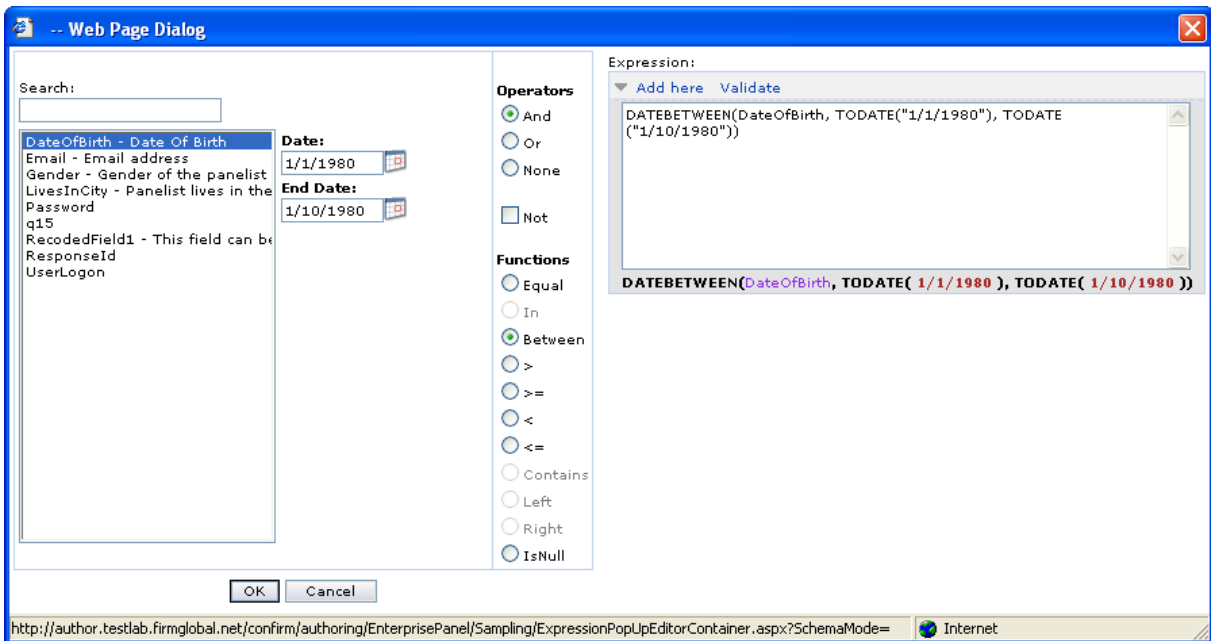 -- Web Page Dialog
Search:
DateOfBirth - Date Of Birth
Email - Email address
Gender - Gender of the panelist
LivesInCity - Panelist lives in the
Password
q15
RecodedField1 - This field can be
ResponseId
UserLogon
Date:
1/1/1980
End Date:
1/10/1980
Operators
And
Or
None
Not
Functions
Equal
In
Between
>
>=
<
<=
Contains
Left
Right
IsNull
Expression:
Add here Validate
DATEBETWEEN(DateOfBirth, TODATE("1/1/1980"), TODATE
("1/10/1980"))
DATEBETWEEN(DateOfBirth, TODATE( 1/1/1980 ), TODATE( 1/10/1980 ))
OK Cancel
http://author.testlab.firmglobal.net/confirm/authoring/EnterprisePanel/Sampling/ExpressionPopUpEditorContainer.aspx?SchemaMode= Internet